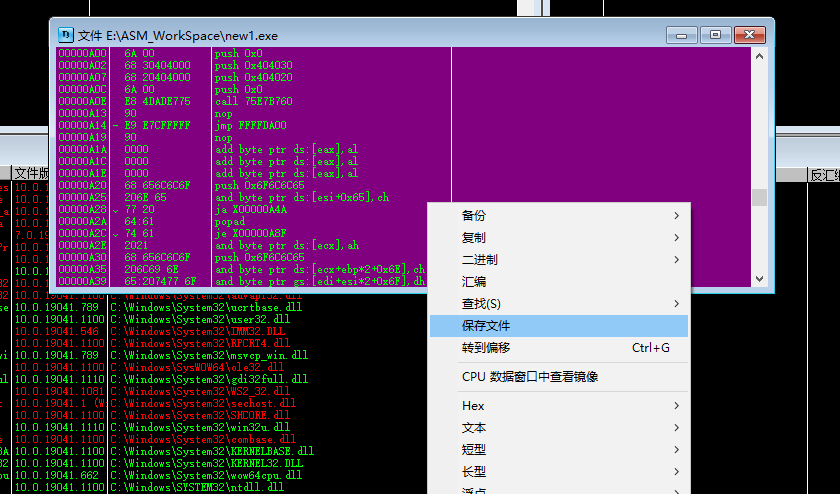 文件 E:\ASM_WorkSpace\new1.exe
00000A00 6A 00 push 0x0
00000A02 68 30404000 push 0x404030
00000A07 68 20404000 push 0x404020
00000A0C 6A 00 push 0x0
00000A0E E8 4DADE775 call 75E7B760
00000A13 90 nop
00000A14 - E9 E7CFFFFF jmp FFFFDA00
00000A19 90 nop
00000A1A 0000 add byte ptr ds:[eax],al
00000A1C 0000 add byte ptr ds:[eax],al
00000A1E 0000 add byte ptr ds:[eax],al
00000A20 68 656C6C6F push 0x6F6C6C65
00000A25 206E 65 and byte ptr ds:[esi+0x65],ch
00000A28 77 20 ja X00000A4A
00000A2A 64:61 popad
00000A2C 74 61 je X00000A8F
00000A2E 2021 and byte ptr ds:[ecx],ah
00000A30 68 656C6C6F push 0x6F6C6C65
00000A35 206C69 6E and byte ptr ds:[ecx+ebp*2+0x6E],ch
00000A39 65:207477 6F and byte ptr gs:[edi+esi*2+0x6F],dh
文件版
反汇编
备份
复制
二进制
汇编
查找(S)
保存文件
转到偏移 Ctrl+G
CPU 数据窗口中查看镜像
Hex
文本
短型
长型
浮点
10.0.19041.789 C:\Windows\System32\ucrtbase.dll
10.0.19041.1100 C:\Windows\System32\user32.dll
10.0.19041.546 C:\Windows\System32\IMM32.DLL
10.0.19041.1100 C:\Windows\System32\RPCRT4.dll
10.0.19041.789 C:\Windows\System32\msvcp_win.dll
10.0.19041.1100 C:\Windows\SysWOW64\ole32.dll
10.0.19041.1110 C:\Windows\System32\gdi32full.dll
10.0.19041.1081 C:\Windows\System32\WS2_32.dll
10.0.19041.1 (W C:\Windows\System32\sechost.dll
10.0.19041.1100 C:\Windows\System32\SHCORE.dll
10.0.19041.1110 C:\Windows\System32\win32u.dll
10.0.19041.1100 C:\Windows\System32\combase.dll
10.0.19041.1100 C:\Windows\System32\KERNELBASE.dll
10.0.19041.1100 C:\Windows\System32\KERNEL32.DLL
10.0.19041.662 C:\Windows\System32\wow64cpu.dll
10.0.19041.1100 C:\Windows\SYSTEM32\ntdll.dll